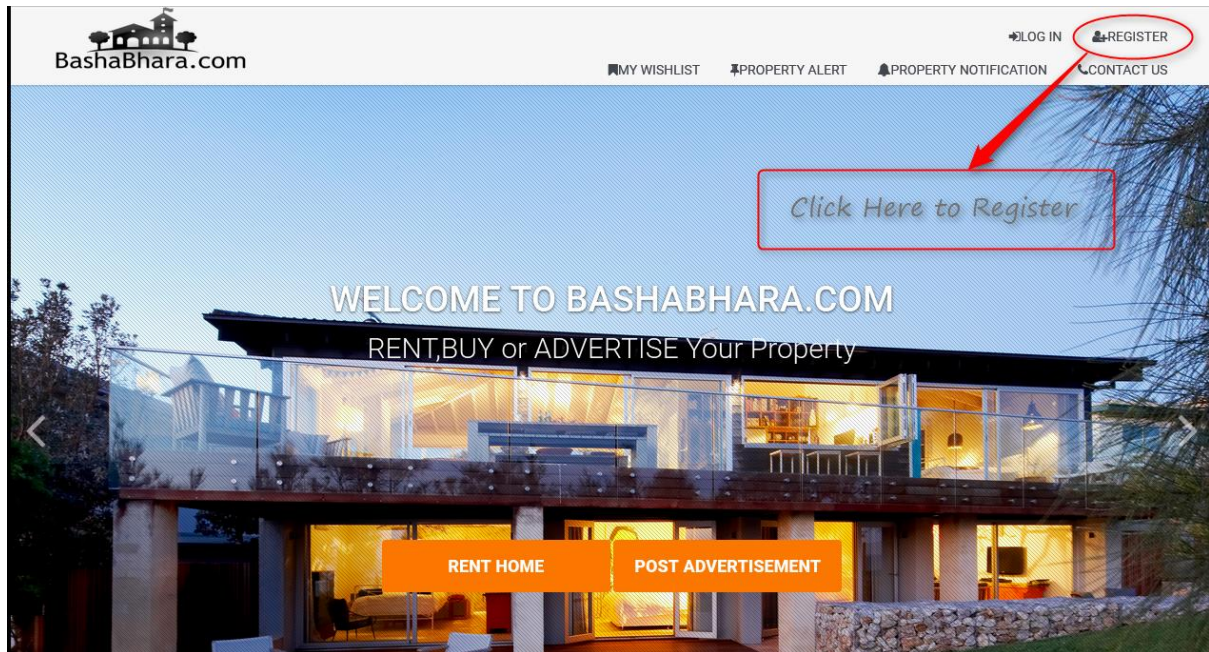 BashaBhara.com
LOG IN REGISTER
MY WISHLIST PROPERTY ALERT PROPERTY NOTIFICATION CONTACT US
Click Here to Register
WELCOME TO BASHABHARA.COM
RENT,BUY or ADVERTISE Your Property
RENT HOME POST ADVERTISEMENT